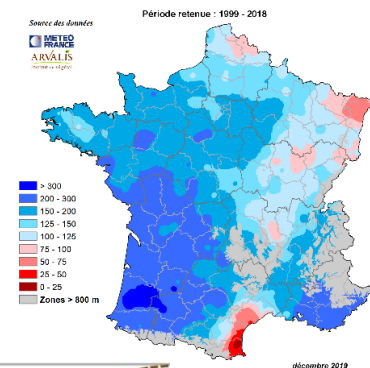 Période retenue : 1999 - 2018
Source des données
METEO
FRANCE
ARVALIS
> 300
200 - 300
150 - 200
125 - 150
100 - 125
75 - 100
50 - 75
25 - 50
0 - 25
Zones > 800 m
décembre 2019